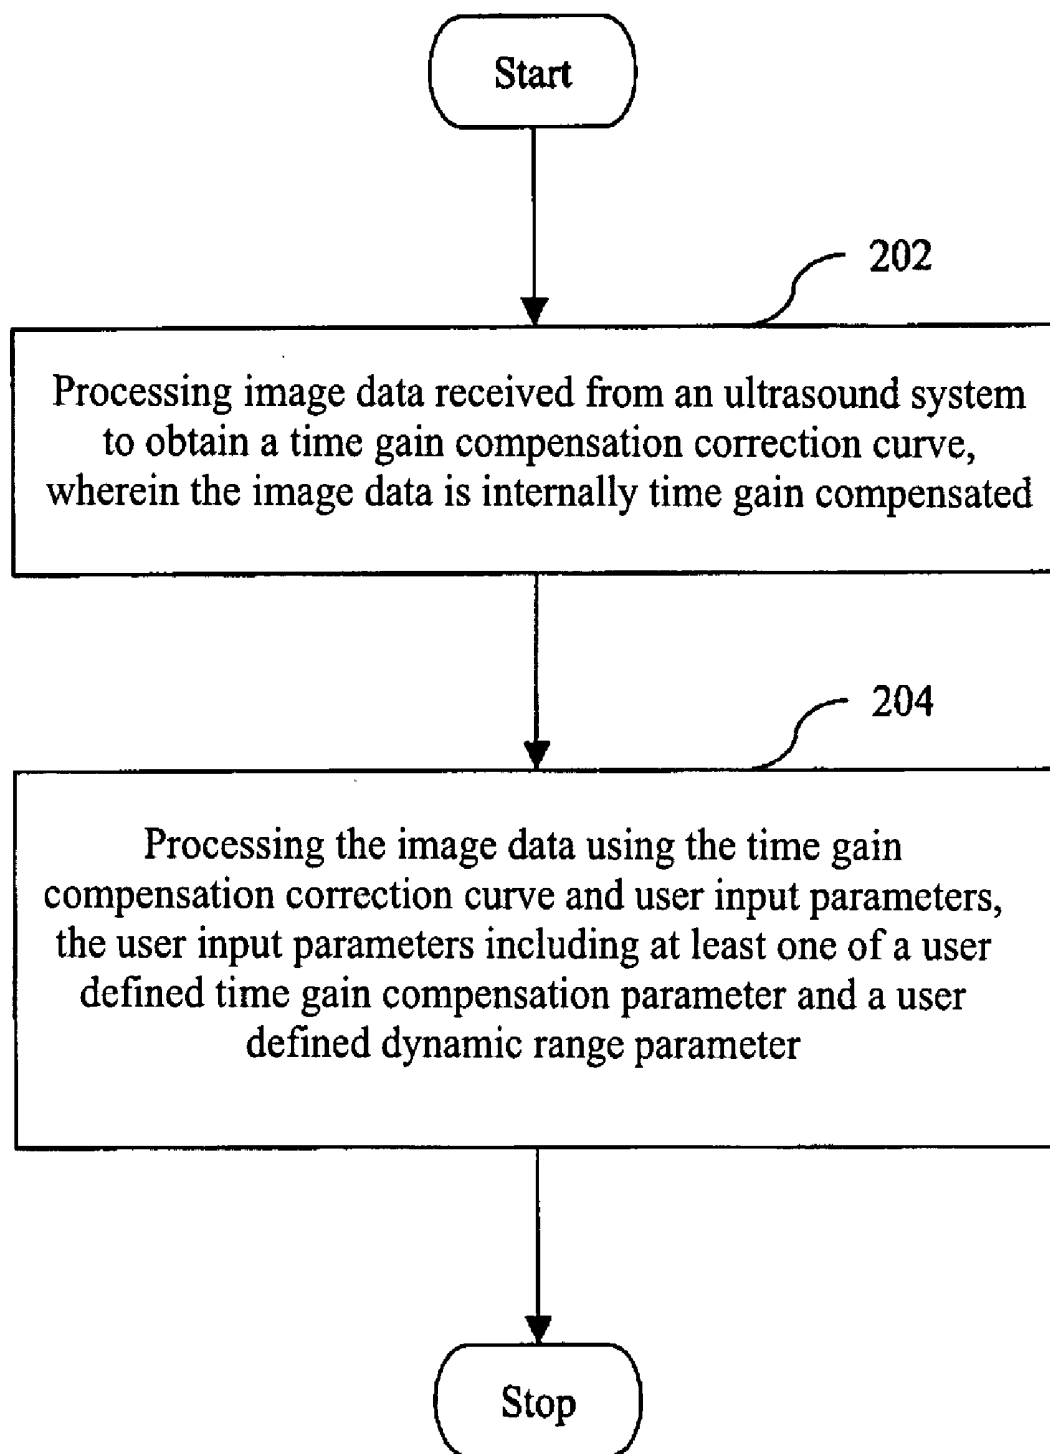 Start
202
Processing image data received from an ultrasound system
to obtain a time gain compensation correction curve,
wherein the image data is internally time gain compensated
204
Processing the image data using the time gain
compensation correction curve and user input parameters,
the user input parameters including at least one of a user
defined time gain compensation parameter and a user
defined dynamic range parameter
Stop